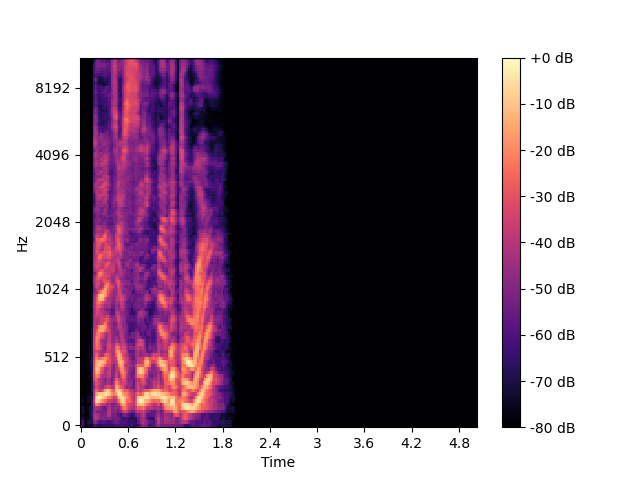 +0 dB
8192
-10 dB
4096
-20 dB
-30 dB
2048
Hz
-40 dB
1024
-50 dB
-60 dB
512
-70 dB
0
-80 dB
0 0.6 1.2 1.8 2.4 3 3.6 4.2 4.8
Time